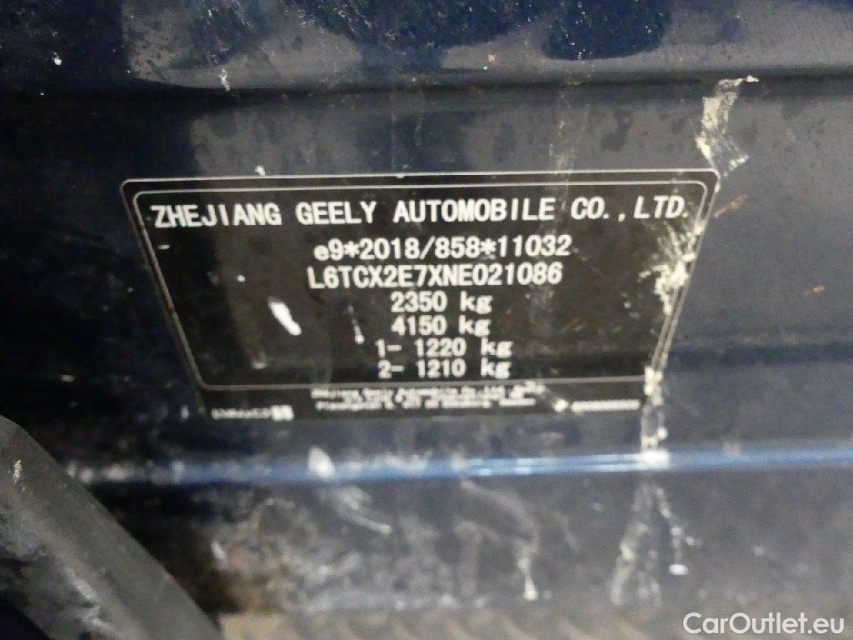 ZHEJIANG GEELY AUTOMOBILE CO.,LTD.
e9*2018/858*11032
L6TCX2E7XNE021086
2350 kg
4150 kg
1- 1220 kg
2- 1210 kg
CarOutlet.eu